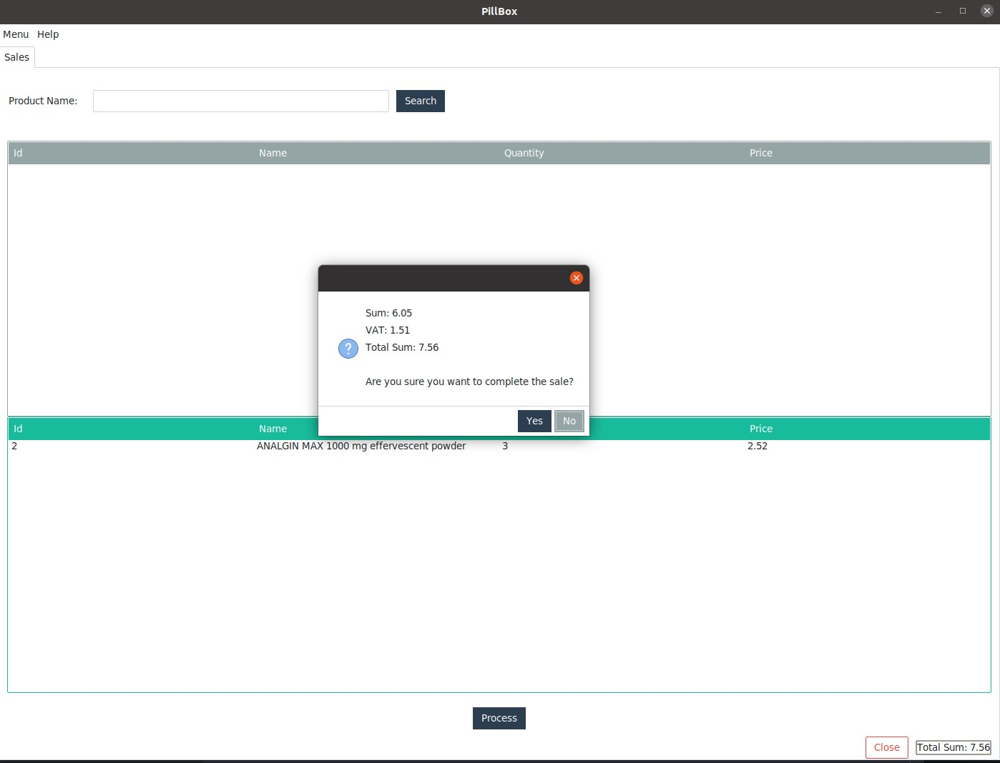 PillBox
Menu Help
Sales
Product Name: Search
Id Name Quantity Price
Sum: 6.05
VAT: 1.51
Total Sum: 7.56
?
Are you sure you want to complete the sale?
Yes No
Id Name Price
2 ANALGIN MAX 1000 mg effervescent powder 3 2.52
Process
Close Total Sum: 7.56